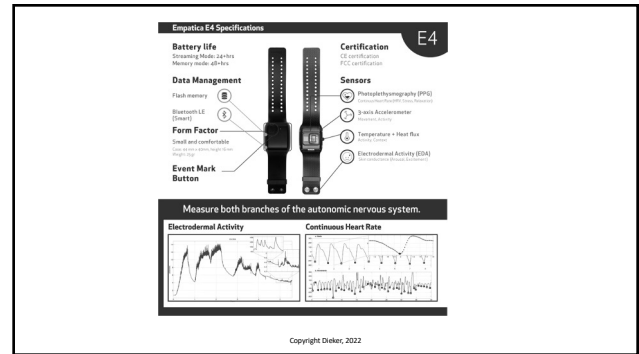 Empatica E4 Specifications
E4
Battery life
Streaming Mode: 24+hrs
Memory mode: 48+hrs
Data Management
Flash memory
Bluetooth LE
(Smart)
Form Factor
Small and comfortable
Event Mark
Button
Certification
CE certification
FCC certification
Sensors
Photoplethysmography (PPG)
3-axis Accelerometer
Temperature + Heat flux
Electrodermal Activity (EDA)
Measure both branches of the autonomic nervous system.
Electrodermal Activity
Continuous Heart Rate
Copyright Dieker, 2022